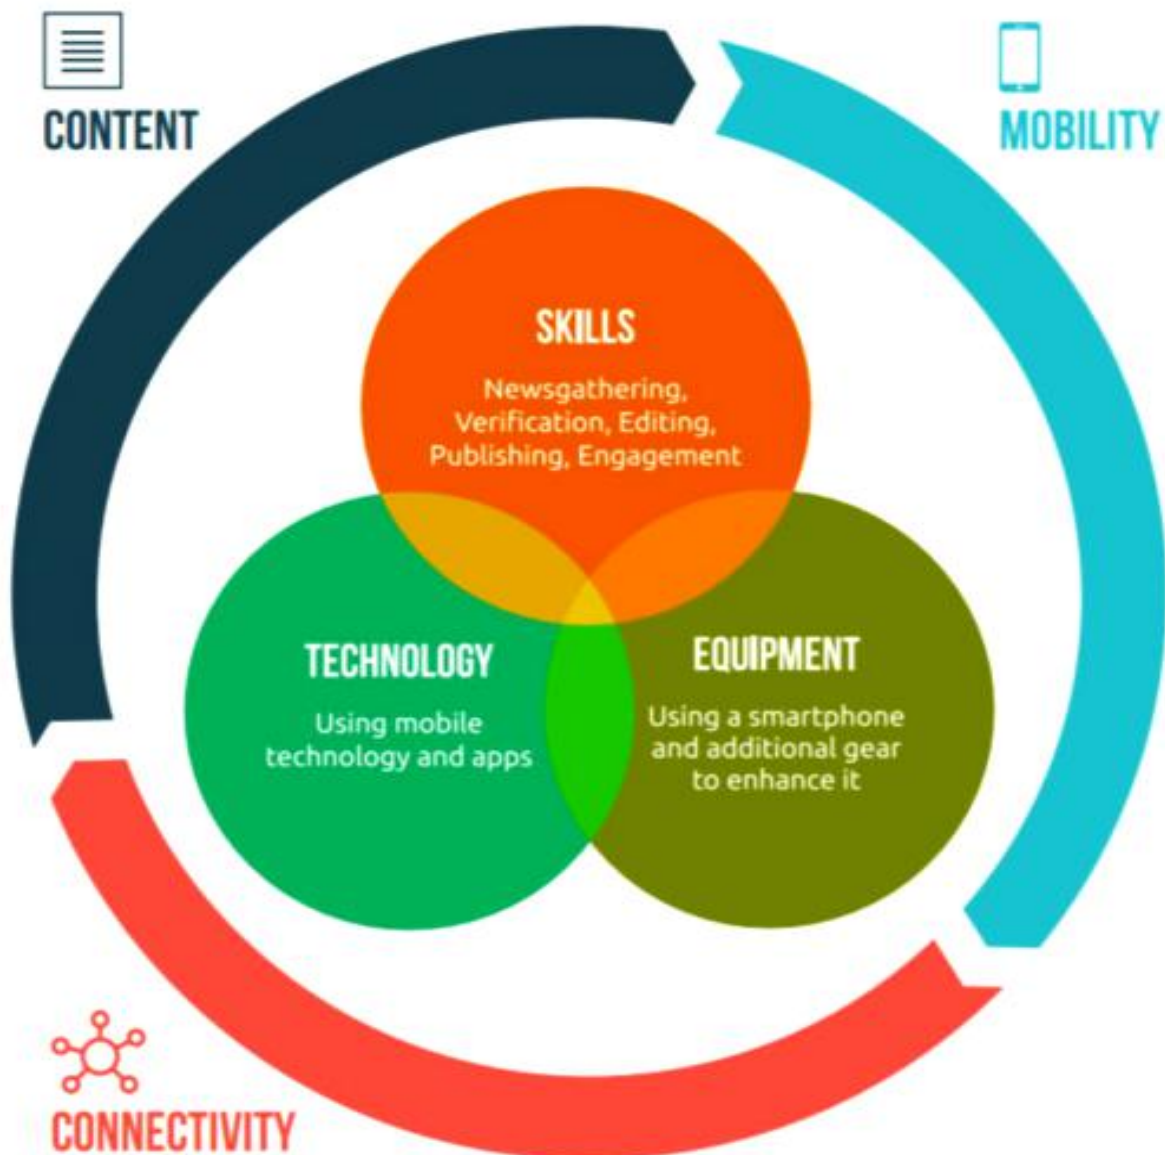 CONTENT
MOBILITY
SKILLS
Newsgathering,
Verification, Editing,
Publishing, Engagement
TECHNOLOGY
Using mobile
technology and apps
EQUIPMENT
Using a smartphone
and additional gear
to enhance it
CONNECTIVITY